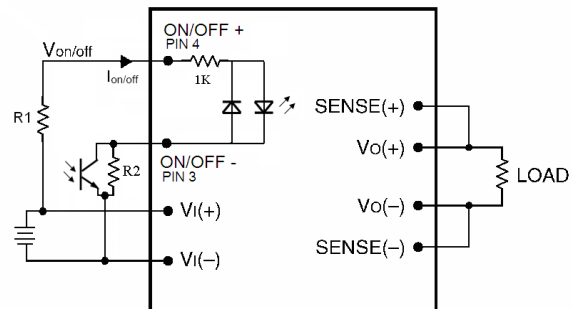 ON/OFF +
PIN 4
Von/off
Ion/off
1K
R1
SENSE(+)
VO(+)
LOAD
ON/OFF -
PIN 3
R2
VI(+)
VO(–)
VI(–)
SENSE(–)